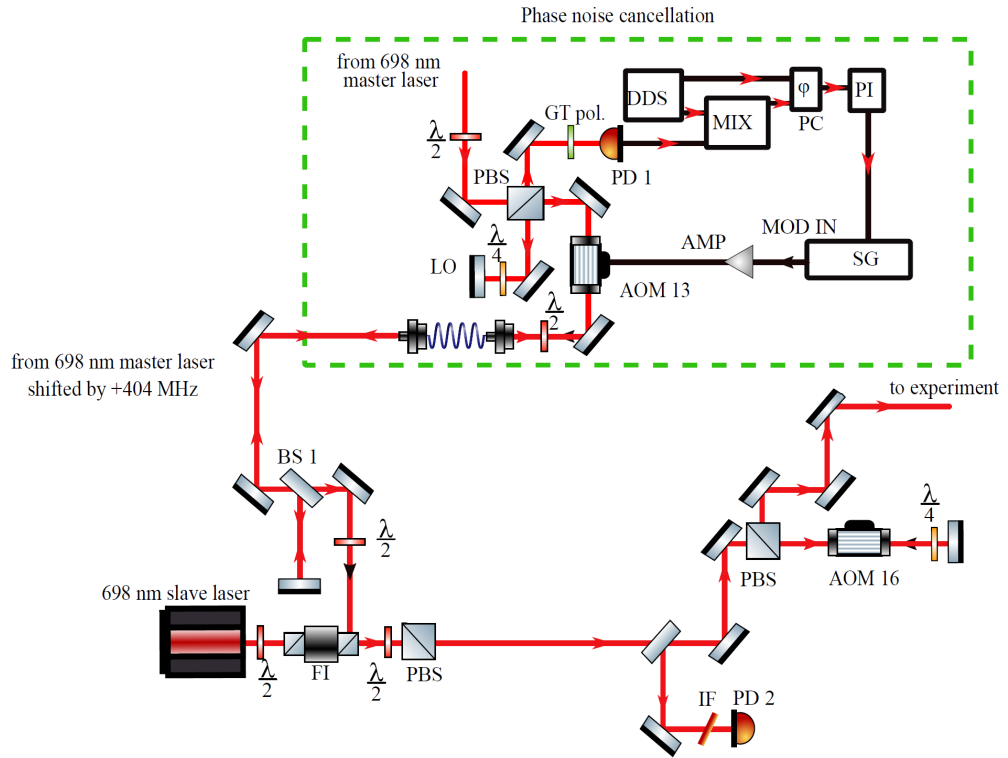 Phase noise cancellation
from 698 nm
master laser
DDS
φ
PI
GT pol.
MIX
PC
λ/2
PBS
PD 1
MOD IN
AMP
SG
LO
λ/4
AOM 13
λ/2
from 698 nm master laser
shifted by +404 MHz
to experiment
BS 1
λ/2
λ/4
PBS
AOM 16
698 nm slave laser
λ/2
FI
λ/2
PBS
IF
PD 2